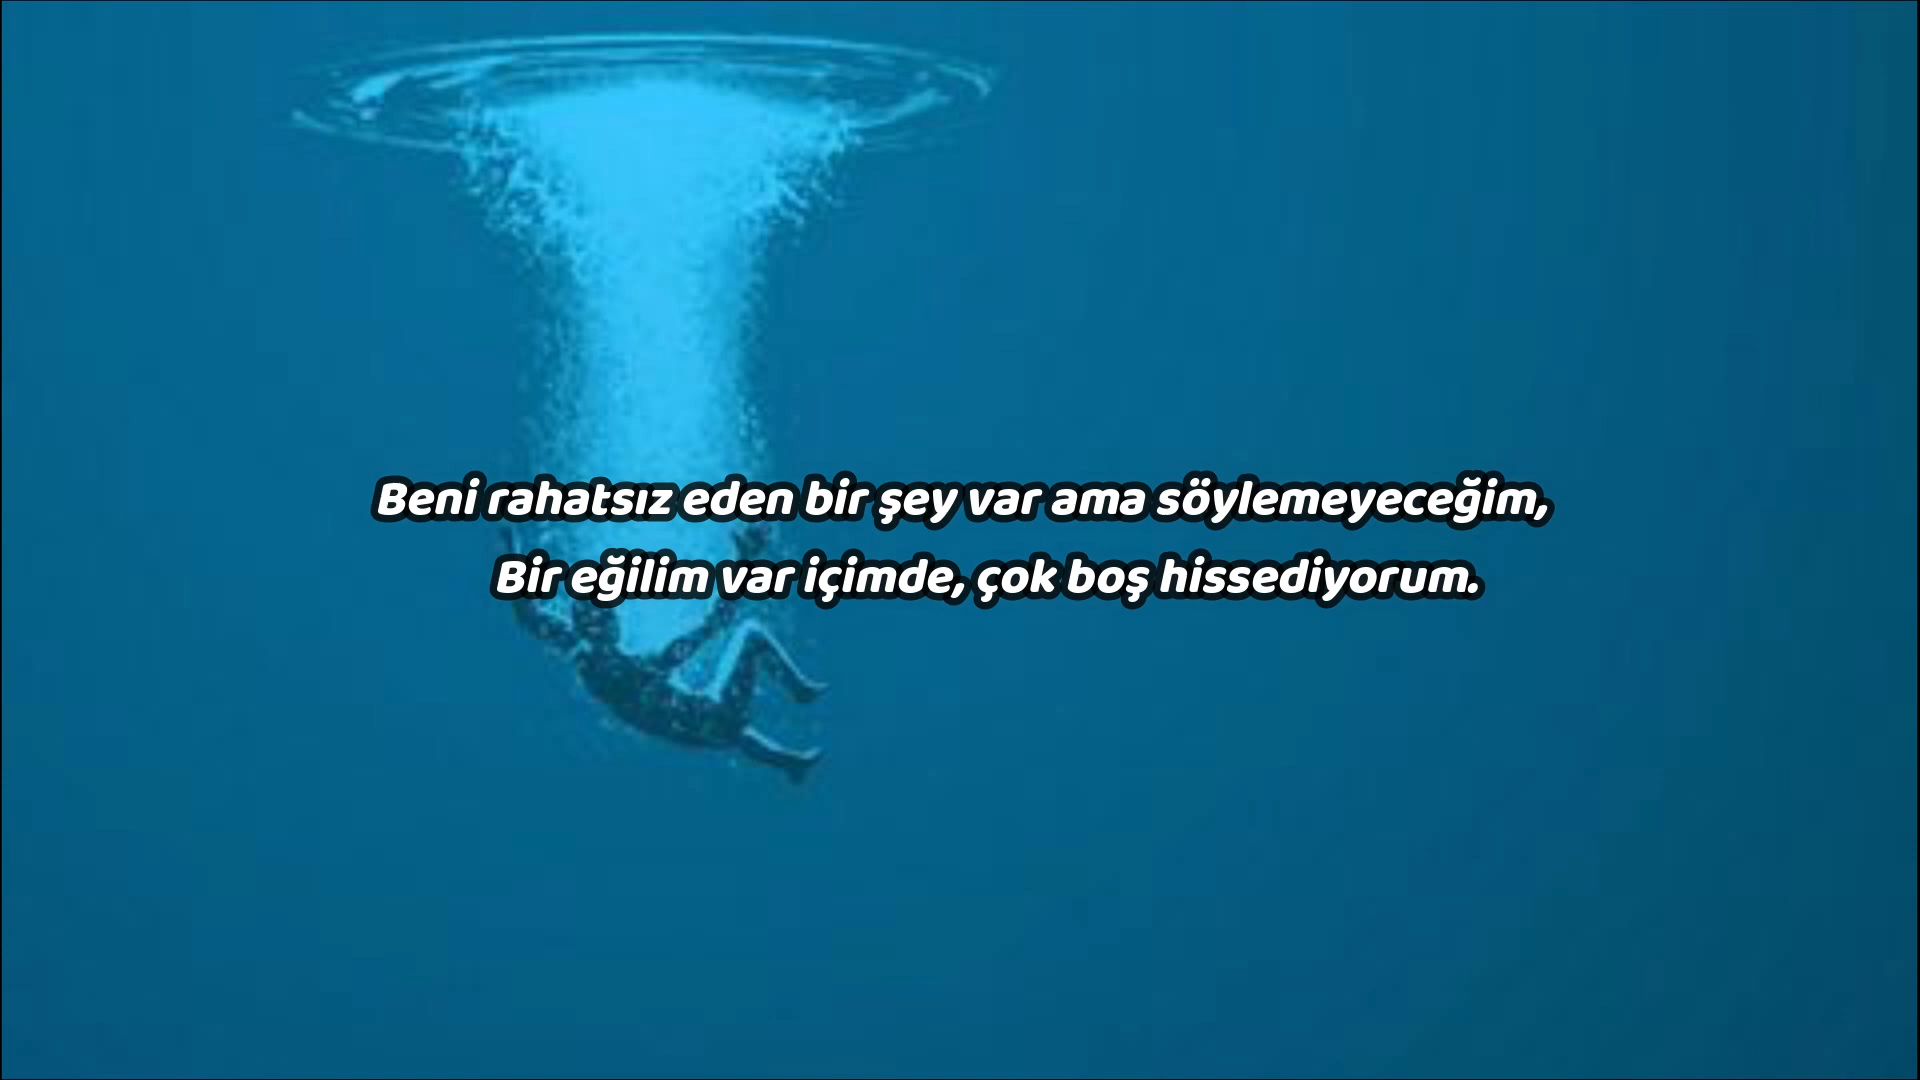 Beni rahatsız eden bir şey var ama söylemeyeceğim,
Bir eğilim var içimde, çok boş hissediyorum.